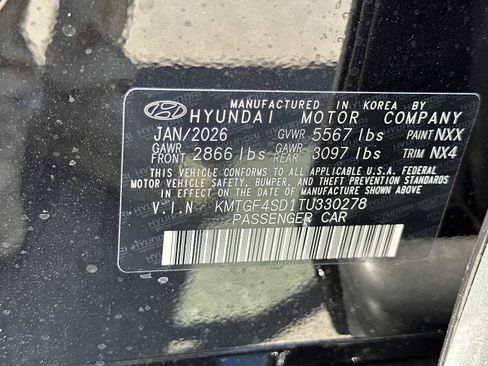 MANUFACTURED IN KOREA BY
HYUNDAI MOTOR COMPANY
JAN/2026 GVWR 5567 lbs PAINT NXX
GAWR FRONT 2866 lbs GAWR REAR 3097 lbs TRIM NX4
THIS VEHICLE CONFORMS TO ALL APPLICABLE U.S.A. FEDERAL
MOTOR VEHICLE SAFETY, BUMPER, AND THEFT PREVENTION STANDARDS
IN EFFECT ON THE DATE OF MANUFACTURE SHOWN ABOVE.
V.I.N KMTGF4SD1TU330278
PASSENGER CAR